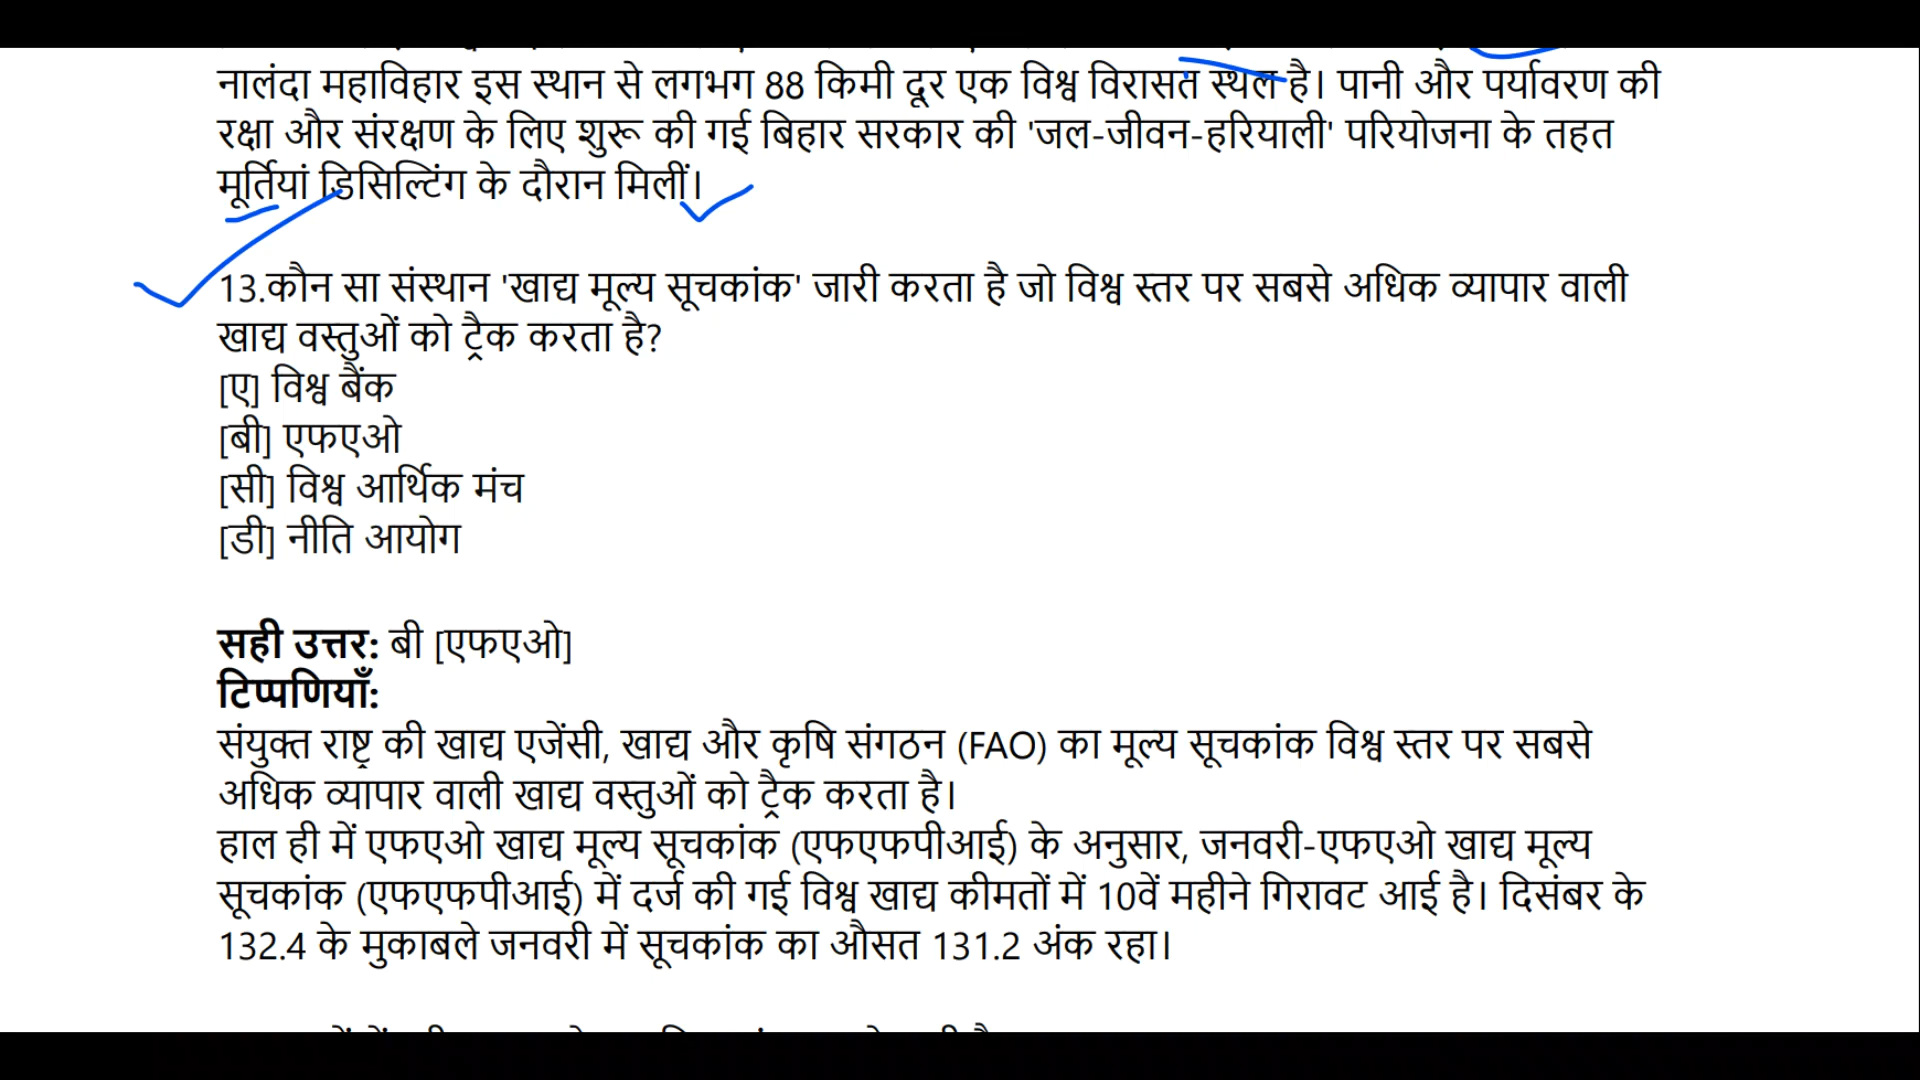 नालंदा महाविहार इस स्थान से लगभग 88 किमी दूर एक विश्व विरासत स्थल है। पानी और पर्यावरण की
रक्षा और संरक्षण के लिए शुरू की गई बिहार सरकार की 'जल-जीवन-हरियाली' परियोजना के तहत
मूर्तियां डिसिल्टिंग के दौरान मिलीं।
13.कौन सा संस्थान 'खाद्य मूल्य सूचकांक' जारी करता है जो विश्व स्तर पर सबसे अधिक व्यापार वाली
खाद्य वस्तुओं को ट्रैक करता है?
[ए] विश्व बैंक
[बी] एफएओ
[सी] विश्व आर्थिक मंच
[डी] नीति आयोग
सही उत्तर: बी [एफएओ]
टिप्पणियाँ:
संयुक्त राष्ट्र की खाद्य एजेंसी, खाद्य और कृषि संगठन (FAO) का मूल्य सूचकांक विश्व स्तर पर सबसे
अधिक व्यापार वाली खाद्य वस्तुओं को ट्रैक करता है।
हाल ही में एफएओ खाद्य मूल्य सूचकांक (एफएफपीआई) के अनुसार, जनवरी-एफएओ खाद्य मूल्य
सूचकांक (एफएफपीआई) में दर्ज की गई विश्व खाद्य कीमतों में 10वें महीने गिरावट आई है। दिसंबर के
132.4 के मुकाबले जनवरी में सूचकांक का औसत 131.2 अंक रहा।